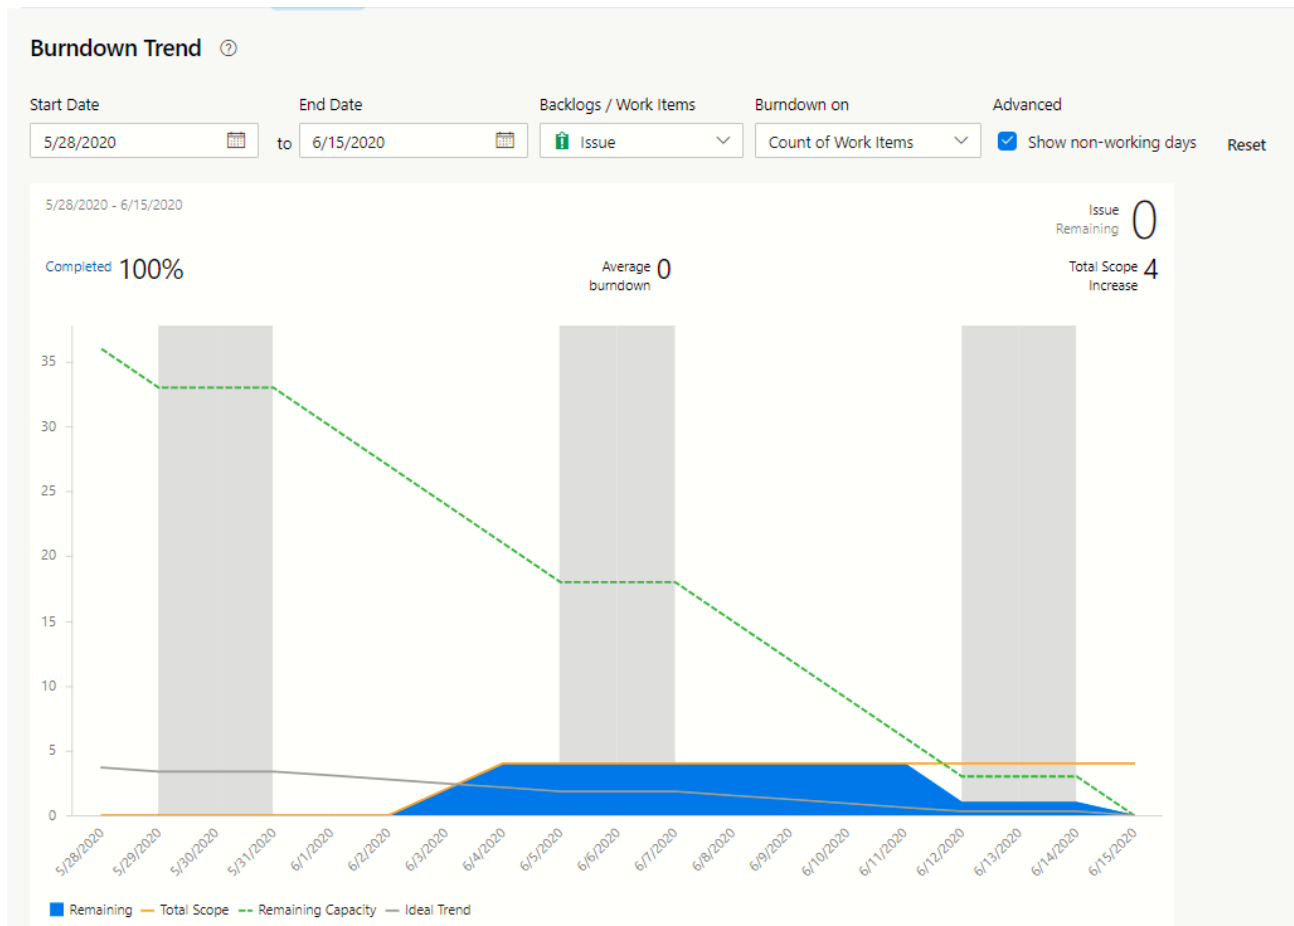 Burndown Trend ?
Start Date End Date Backlogs / Work Items Burndown on Advanced
5/28/2020 to 6/15/2020 Issue Count of Work Items Show non-working days Reset
5/28/2020 - 6/15/2020
Issue
Remaining 0
Completed 100%
Average
burndown 0
Total Scope
Increase 4
35
30
25
20
15
10
5
0
5/28/2020 5/29/2020 5/30/2020 5/31/2020 6/1/2020 6/2/2020 6/3/2020 6/4/2020 6/5/2020 6/6/2020 6/7/2020 6/8/2020 6/9/2020 6/10/2020 6/11/2020 6/12/2020 6/13/2020 6/14/2020 6/15/2020
Remaining Total Scope Remaining Capacity Ideal Trend